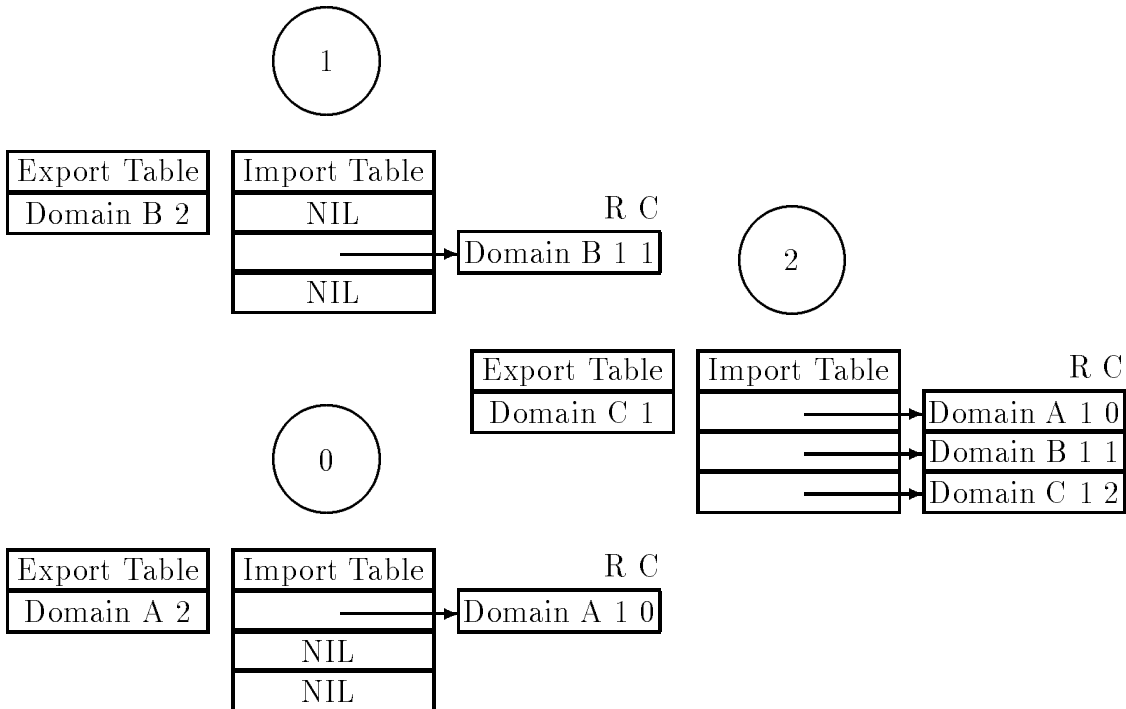 1
Export Table
Import Table
Domain B 2
NIL
R C
Domain B 1 1
NIL
2
Export Table
Import Table
R C
Domain C 1
Domain A 1 0
Domain B 1 1
Domain C 1 2
0
Export Table
Import Table
R C
Domain A 2
Domain A 1 0
NIL
NIL